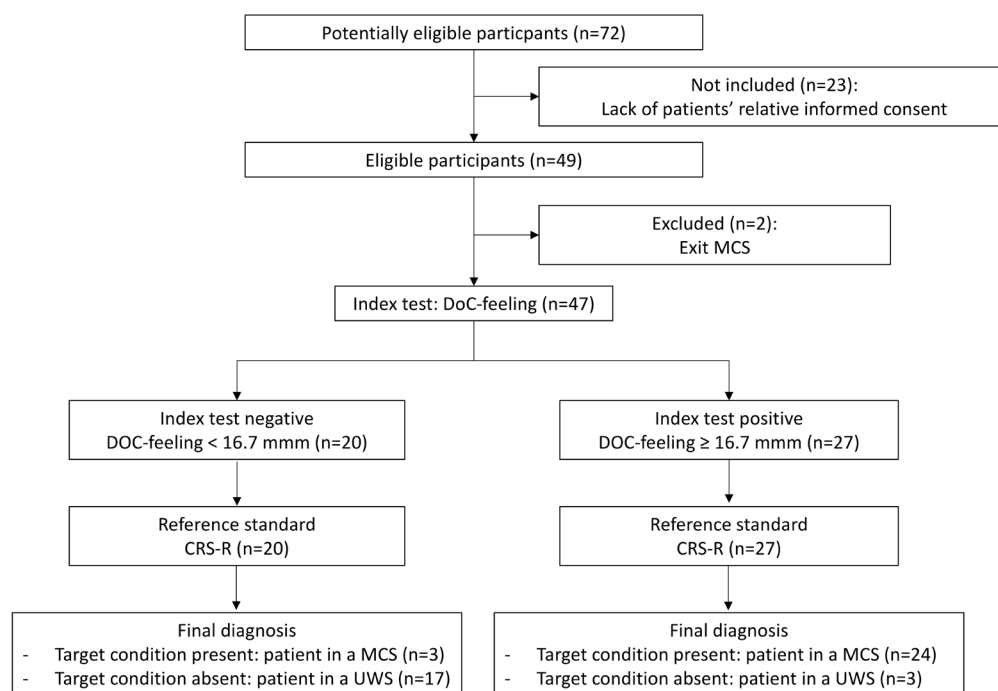 Potentially eligible particpants (n=72)
Not included (n=23):
Lack of patients' relative informed consent
Eligible participants (n=49)
Excluded (n=2):
Exit MCS
Index test: DoC-feeling (n=47)
Index test negative
DOC-feeling < 16.7 mmm (n=20)
Index test positive
DOC-feeling ≥ 16.7 mmm (n=27)
Reference standard
CRS-R (n=20)
Reference standard
CRS-R (n=27)
Final diagnosis
- Target condition present: patient in a MCS (n=3)
- Target condition absent: patient in a UWS (n=17)
Final diagnosis
- Target condition present: patient in a MCS (n=24)
- Target condition absent: patient in a UWS (n=3)